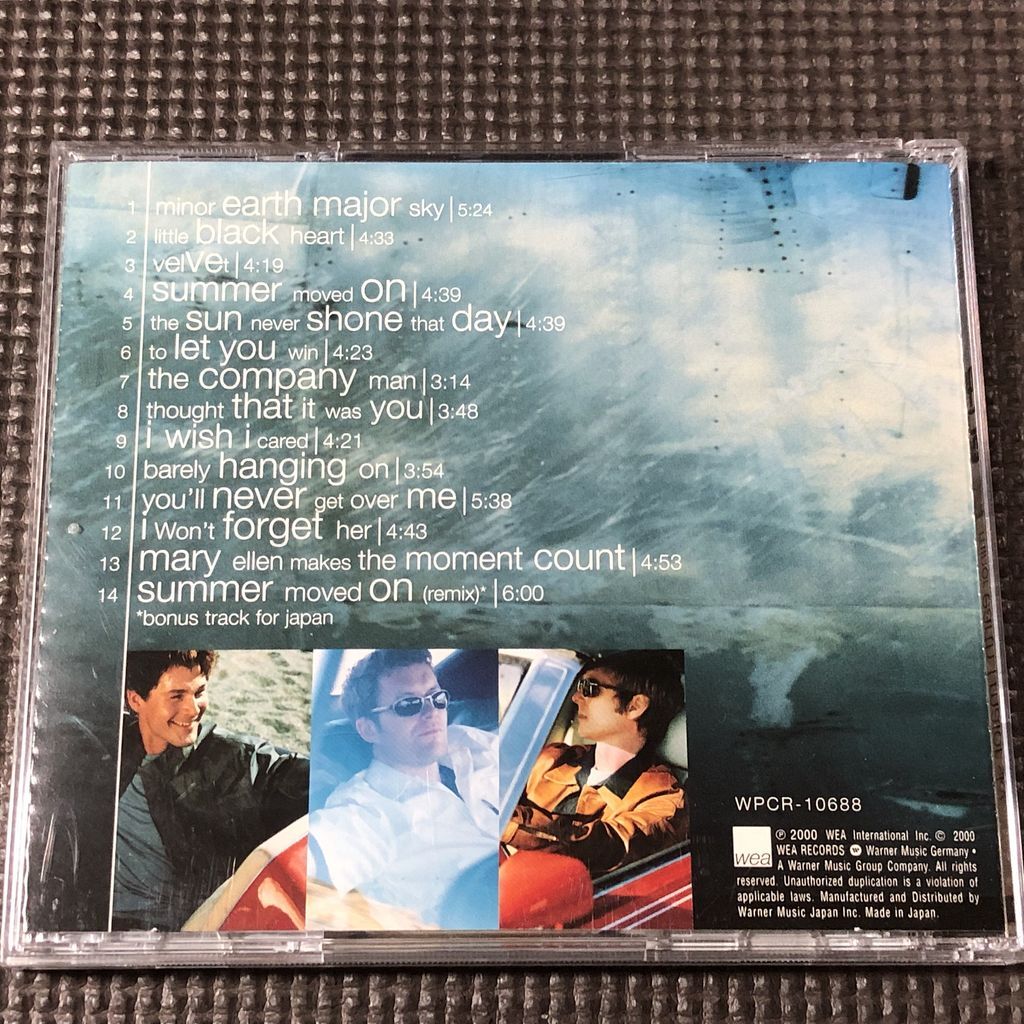 1 minor earth major sky | 5:24
2 little black heart | 4:33
3 velvet | 4:19
4 summer moved on | 4:39
5 the sun never shone that day | 4:39
6 to let you win | 4:23
7 the company man | 3:14
8 thought that it was you | 3:48
9 i wish i cared | 4:21
10 barely hanging on | 3:54
11 you'll never get over me | 5:38
12 i Won't forget her | 4:43
13 mary ellen makes the moment count | 4:53
14 summer moved on (remix)* | 6:00
*bonus track for japan
WPCR-10688
wea
℗ 2000 WEA International Inc. © 2000
WEA RECORDS Warner Music Germany •
A Warner Music Group Company. All rights
reserved. Unauthorized duplication is a violation of
applicable laws. Manufactured and Distributed by
Warner Music Japan Inc. Made in Japan.